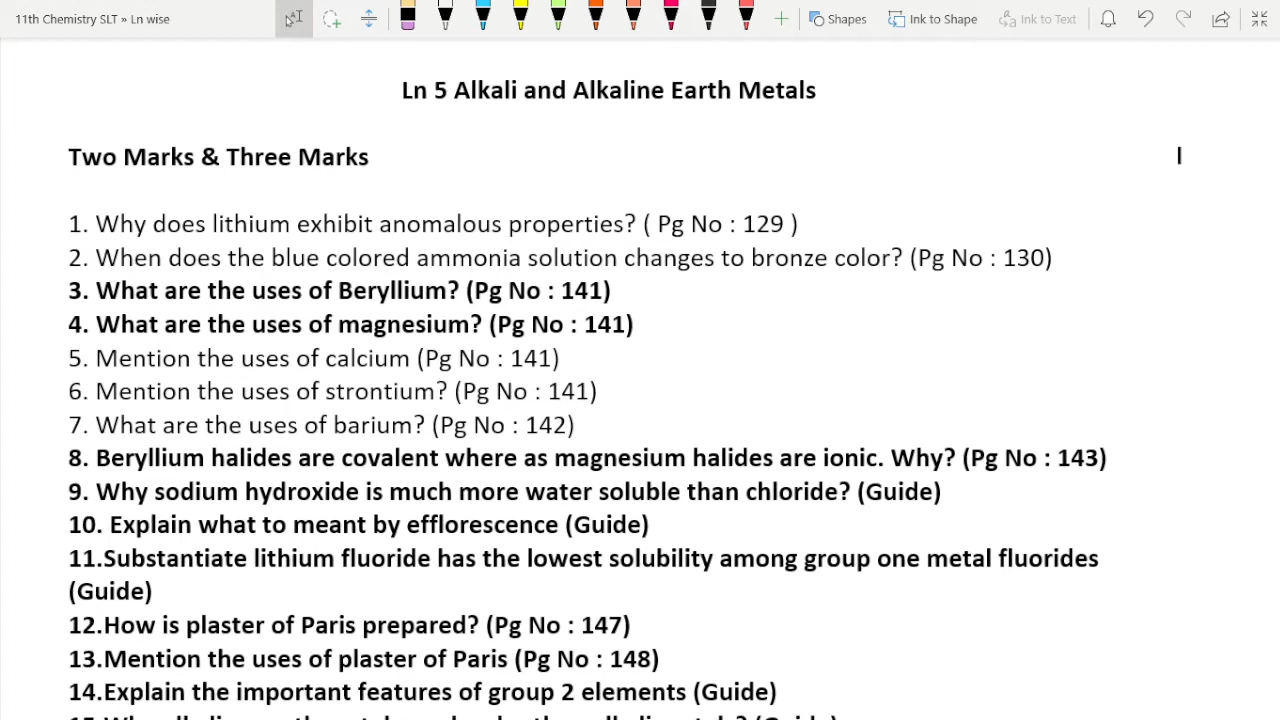 11th Chemistry SLT » Ln wise
Shapes
Ink to Shape
Ink to Text
Ln 5 Alkali and Alkaline Earth Metals
Two Marks & Three Marks
1. Why does lithium exhibit anomalous properties? ( Pg No : 129 )
2. When does the blue colored ammonia solution changes to bronze color? (Pg No : 130)
3. What are the uses of Beryllium? (Pg No : 141)
4. What are the uses of magnesium? (Pg No : 141)
5. Mention the uses of calcium (Pg No : 141)
6. Mention the uses of strontium? (Pg No : 141)
7. What are the uses of barium? (Pg No : 142)
8. Beryllium halides are covalent where as magnesium halides are ionic. Why? (Pg No : 143)
9. Why sodium hydroxide is much more water soluble than chloride? (Guide)
10. Explain what to meant by efflorescence (Guide)
11.Substantiate lithium fluoride has the lowest solubility among group one metal fluorides
(Guide)
12.How is plaster of Paris prepared? (Pg No : 147)
13.Mention the uses of plaster of Paris (Pg No : 148)
14.Explain the important features of group 2 elements (Guide)